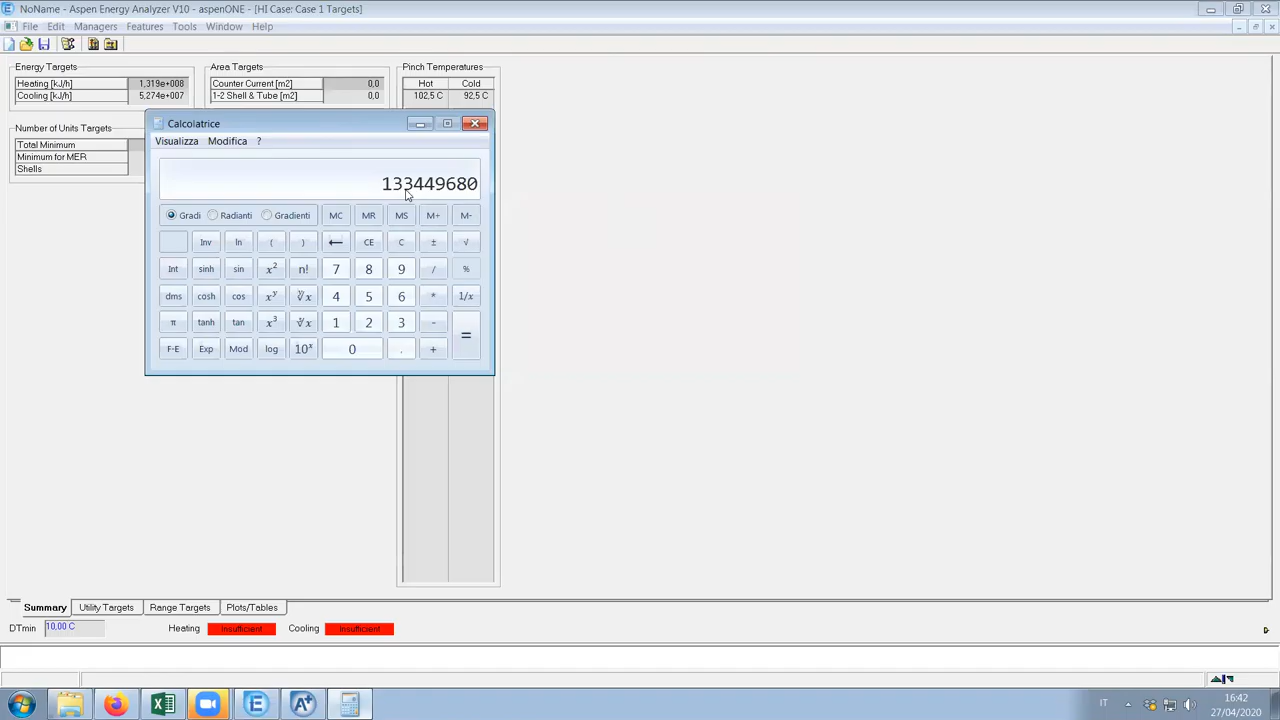 NoName - Aspen Energy Analyzer V10 - aspenONE - [HI Case: Case 1 Targets]
File Edit Managers Features Tools Window Help
Energy Targets
Heating [kJ/h] 1,319e+008
Cooling [kJ/h] 5,274e+007
Area Targets
Counter Current [m2] 0,0
1-2 Shell & Tube [m2] 0,0
Pinch Temperatures
Hot Cold
102,5 C 92,5 C
Number of Units Targets
Total Minimum
Minimum for MER
Shells
Calcolatrice
Visualizza Modifica ?
133449680
Gradi Radianti Gradienti MC MR MS M+ M-
Inv ln ( ) ← CE C ± √
Int sinh sin x² n! 7 8 9 / %
dms cosh cos xʸ ʸ√x 4 5 6 * 1/x
π tanh tan x³ 1 2 3 - =
F-E Exp Mod log 10ˣ 0 . +
Summary Utility Targets Range Targets Plots/Tables
DTmin 10,00 C Heating Insufficient Cooling Insufficient
IT
16:42
27/04/2020